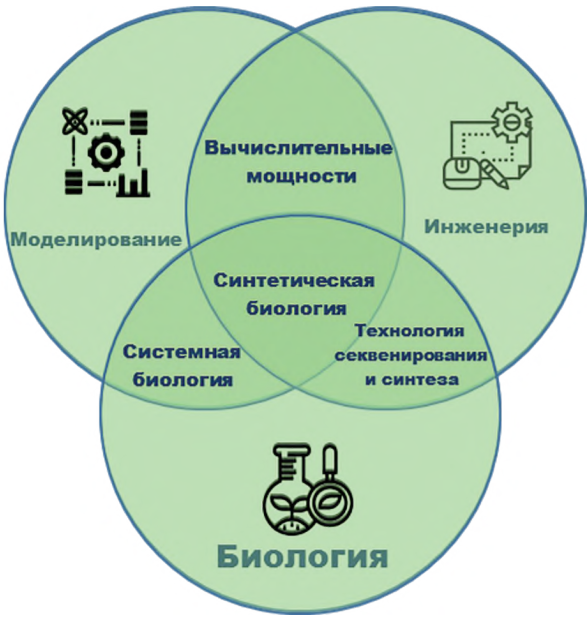 Вычислительные
мощности
Моделирование
Инженерия
Синтетическая
биология
Технология
секвенирования
и синтеза
Системная
биология
Биология